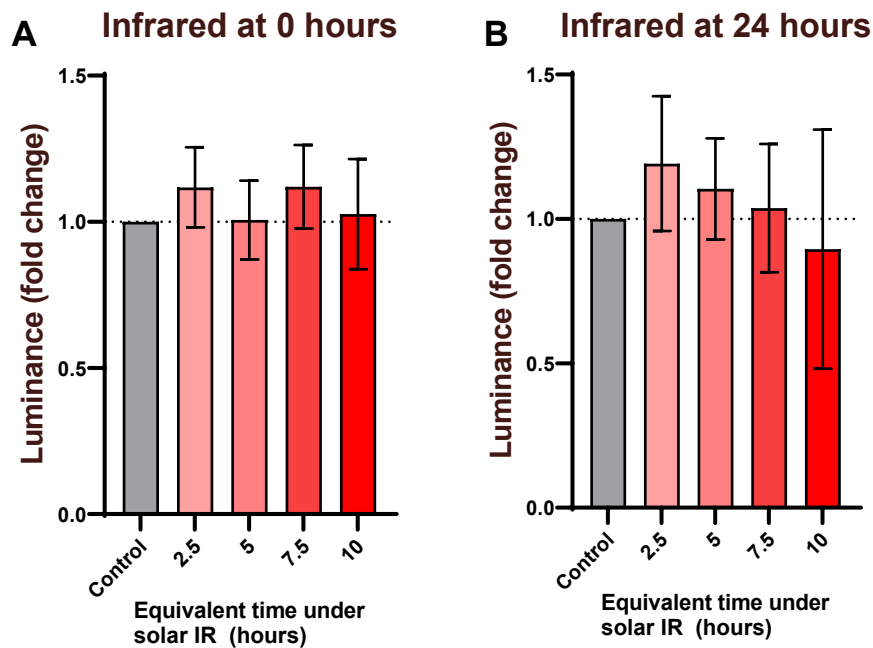 A
Infrared at 0 hours
Luminance (fold change)
1.5
1.0
0.5
0.0
Control
2.5
5
7.5
10
Equivalent time under
solar IR (hours)
B
Infrared at 24 hours
Luminance (fold change)
1.5
1.0
0.5
0.0
Control
2.5
5
7.5
10
Equivalent time under
solar IR (hours)